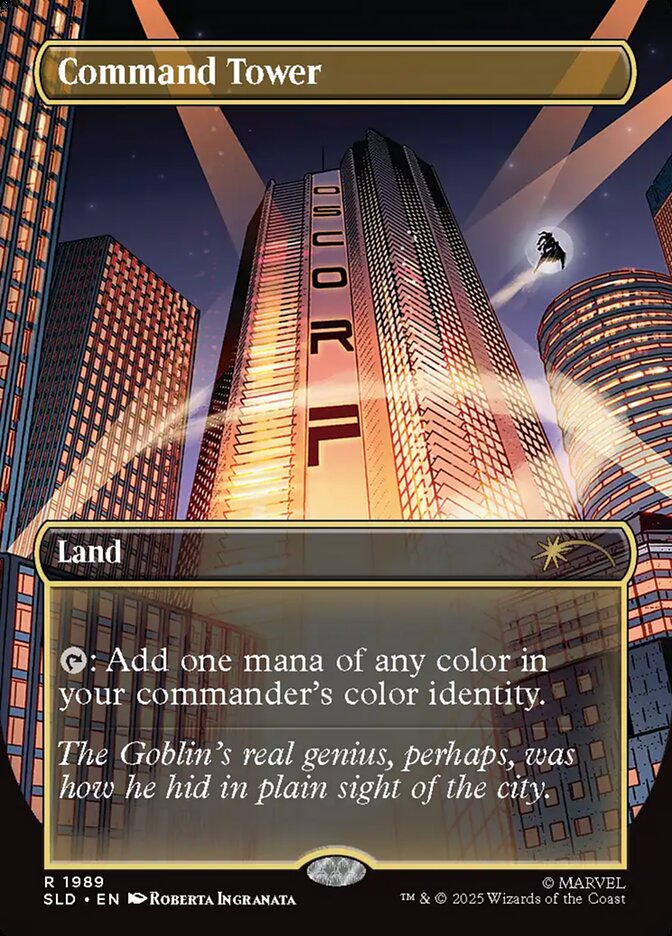 Command Tower
OSCORP
Land
: Add one mana of any color in
your commander's color identity.
The Goblin's real genius, perhaps, was
how he hid in plain sight of the city.
R 1989
© MARVEL
SLD • EN Roberta Ingranata
™ & © 2025 Wizards of the Coast